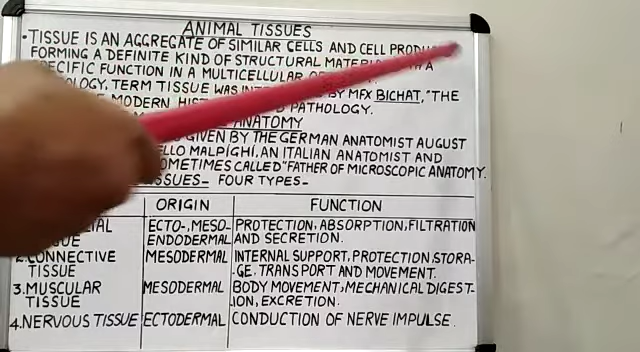 ANIMAL TISSUES
•TISSUE IS AN AGGREGATE OF SIMILAR CELLS AND CELL
FORMING A DEFINITE KIND OF STRUCTURAL A
FUNCTION IN A MULTICELLULAR
TERM TISSUE WAS BY MFX BICHAT, "THE
MODERN PATHOLOGY.
ANATOMY
GIVEN BY THE GERMAN ANATOMIST AUGUST
MALPIGHI, AN ITALIAN ANATOMIST AND
SOMETIMES CALLED "FATHER OF MICROSCOPIC ANATOMY.
FOUR TYPES-
ORIGIN FUNCTION
ECTO-, MESO- PROTECTION, ABSORPTION, FILTRATION
ENDODERMAL AND SECRETION.
2.CONNECTIVE MESODERMAL INTERNAL SUPPORT, PROTECTION, STORA-
TISSUE -GE, TRANSPORT AND MOVEMENT.
3.MUSCULAR MESODERMAL BODY MOVEMENT, MECHANICAL DIGEST-
TISSUE ION, EXCRETION.
4.NERVOUS TISSUE ECTODERMAL CONDUCTION OF NERVE IMPULSE.